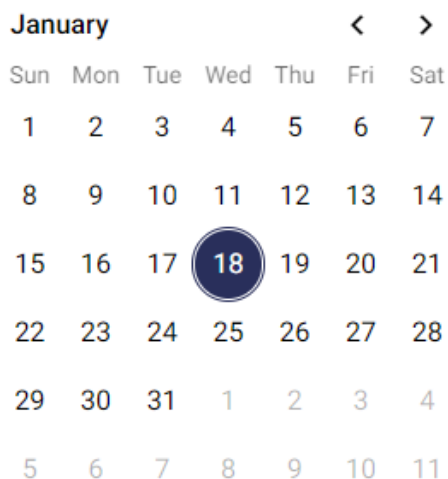 January
Sun Mon Tue Wed Thu Fri Sat
1 2 3 4 5 6 7
8 9 10 11 12 13 14
15 16 17 18 19 20 21
22 23 24 25 26 27 28
29 30 31 1 2 3 4
5 6 7 8 9 10 11